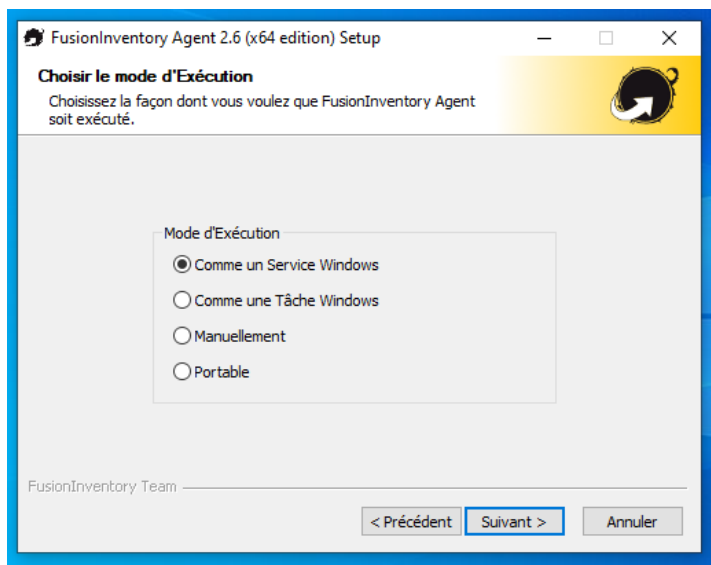 FusionInventory Agent 2.6 (x64 edition) Setup
Choisir le mode d'Exécution
Choisissez la façon dont vous voulez que FusionInventory Agent
soit exécuté.
Mode d'Exécution
Comme un Service Windows
Comme une Tâche Windows
Manuellement
Portable
FusionInventory Team
< Précédent
Suivant >
Annuler